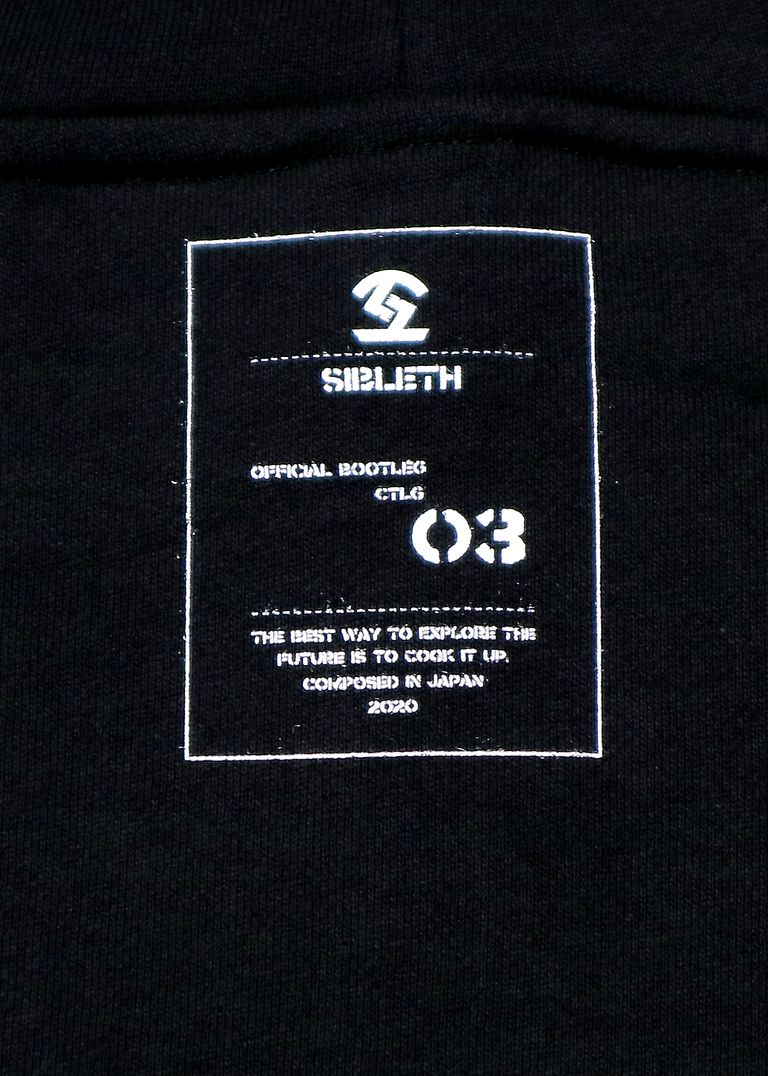 SIBLETH
OFFICIAL BOOTLEG
CTLG
03
THE BEST WAY TO EXPLORE THE
FUTURE IS TO COOK IT UP.
COMPOSED IN JAPAN
2020